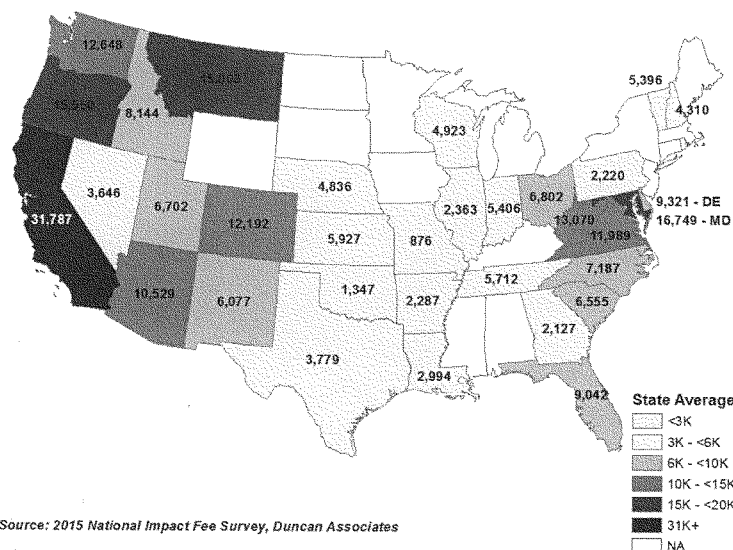 12,648
5,396
4,310
8,144
4,923
3,646
4,836
2,220
6,702
12,192
2,363
5,406
6,802
9,321 - DE
31,787
5,927
876
13,070
16,749 - MD
11,989
10,529
6,077
1,347
2,287
5,712
7,187
6,555
3,779
2,127
2,994
9,042
State Average
<3K
3K - <6K
6K - <10K
10K - <15K
15K - <20K
31K+
NA
Source: 2015 National Impact Fee Survey, Duncan Associates